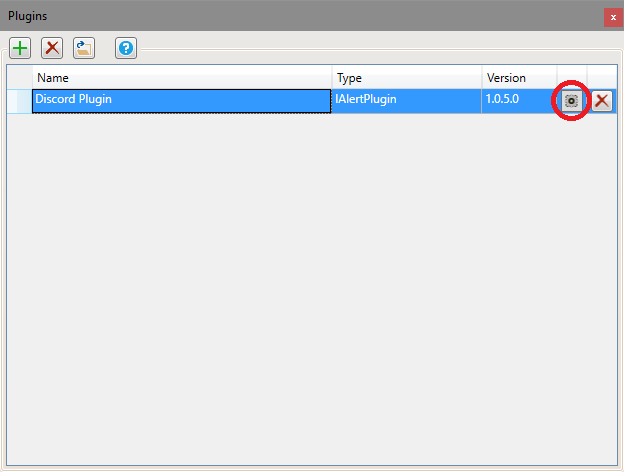 Plugins
x
?
Name Type Version
Discord Plugin IAlertPlugin 1.0.5.0